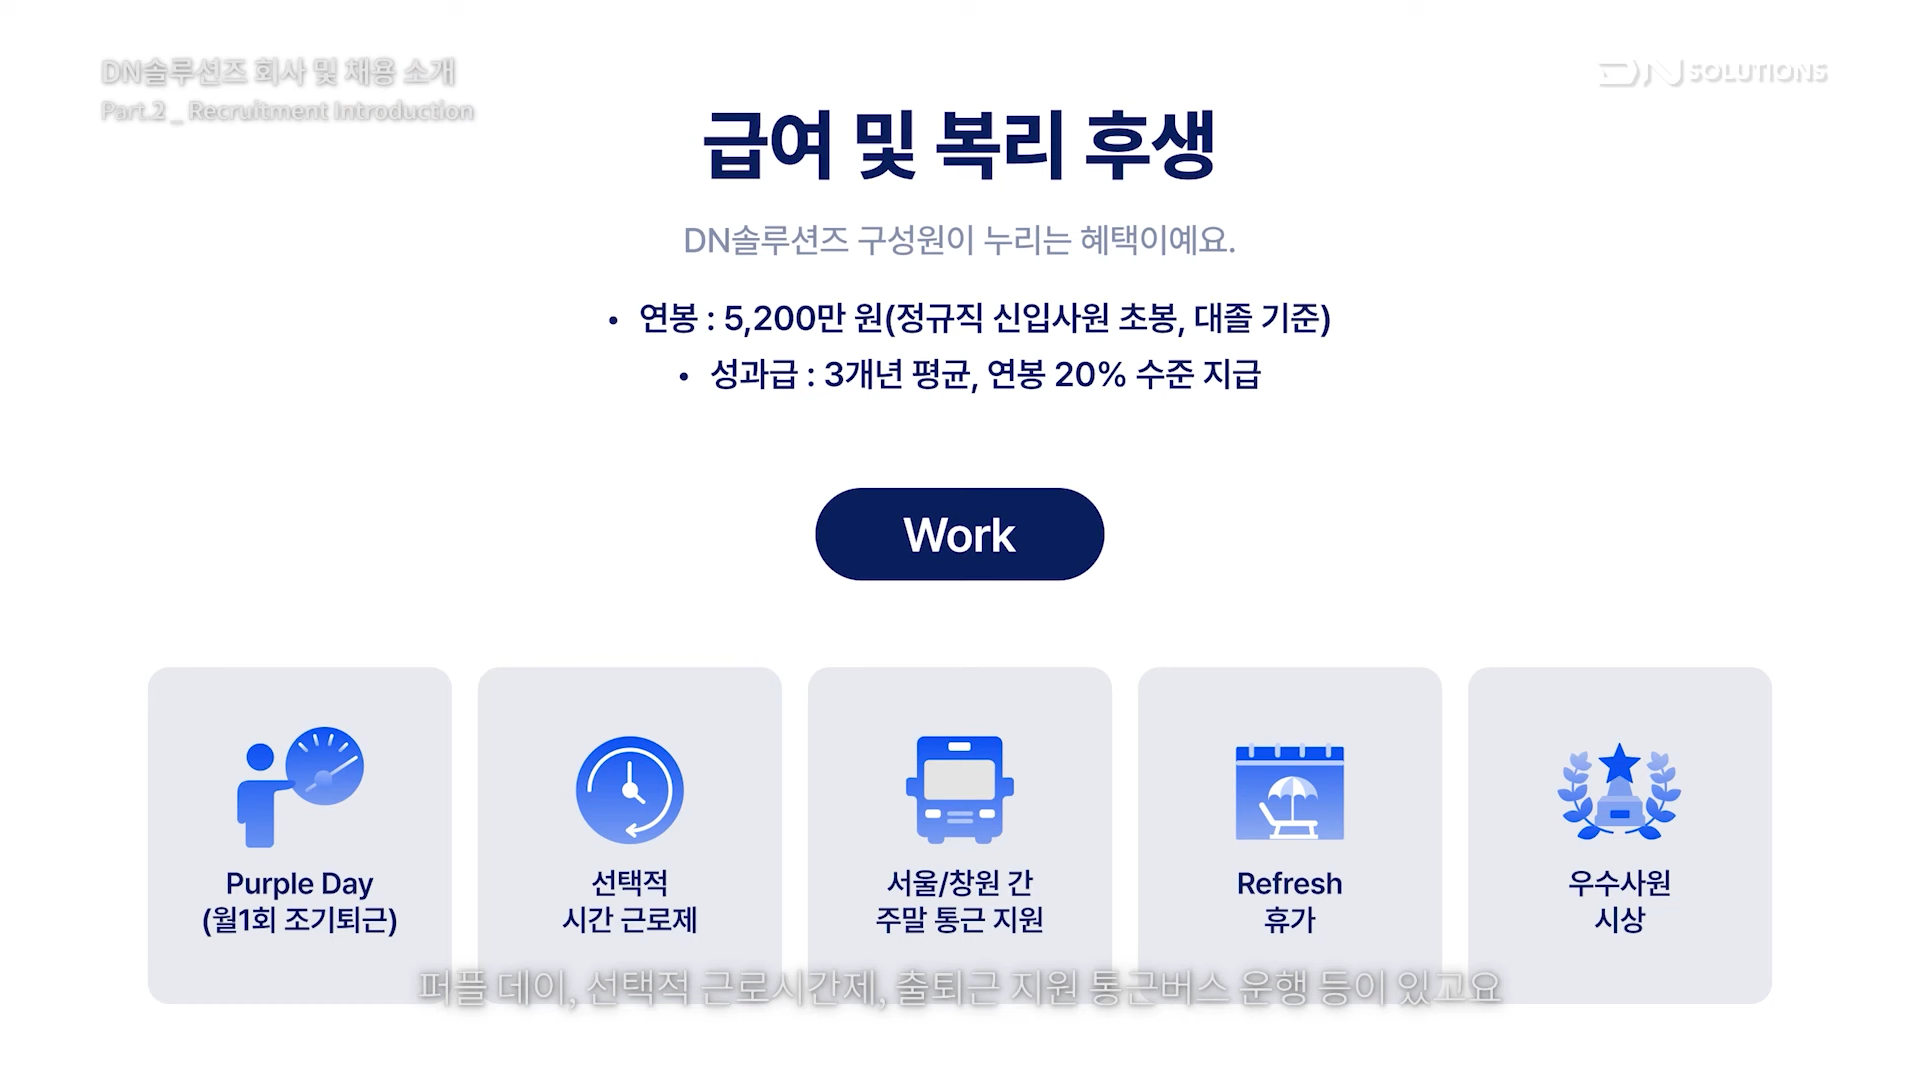 DN솔루션즈 회사 및 채용 소개
Part.2 _ Recruitment Introduction
DN SOLUTIONS
급여 및 복리 후생
DN솔루션즈 구성원이 누리는 혜택이예요.
• 연봉 : 5,200만 원(정규직 신입사원 초봉, 대졸 기준)
• 성과급 : 3개년 평균, 연봉 20% 수준 지급
Work
Purple Day
(월1회 조기퇴근)
선택적
시간 근로제
서울/창원 간
주말 통근 지원
Refresh
휴가
우수사원
시상
퍼플 데이, 선택적 근로시간제, 출퇴근 지원 통근버스 운행 등이 있고요